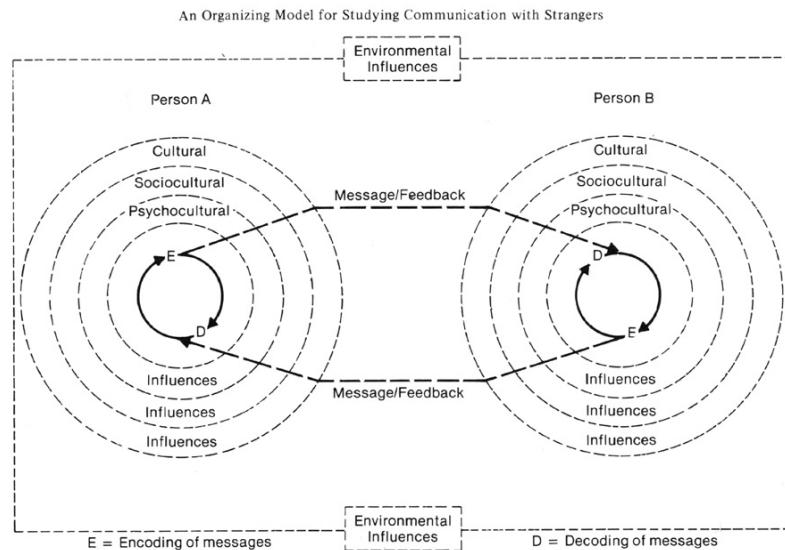 An Organizing Model for Studying Communication with Strangers
Environmental
Influences
Person A
Person B
Cultural
Cultural
Sociocultural
Sociocultural
Message/Feedback
Psychocultural
Psychocultural
E
D
D
E
Influences
Influences
Message/Feedback
Influences
Influences
Influences
Influences
Environmental
Influences
E = Encoding of messages
D = Decoding of messages